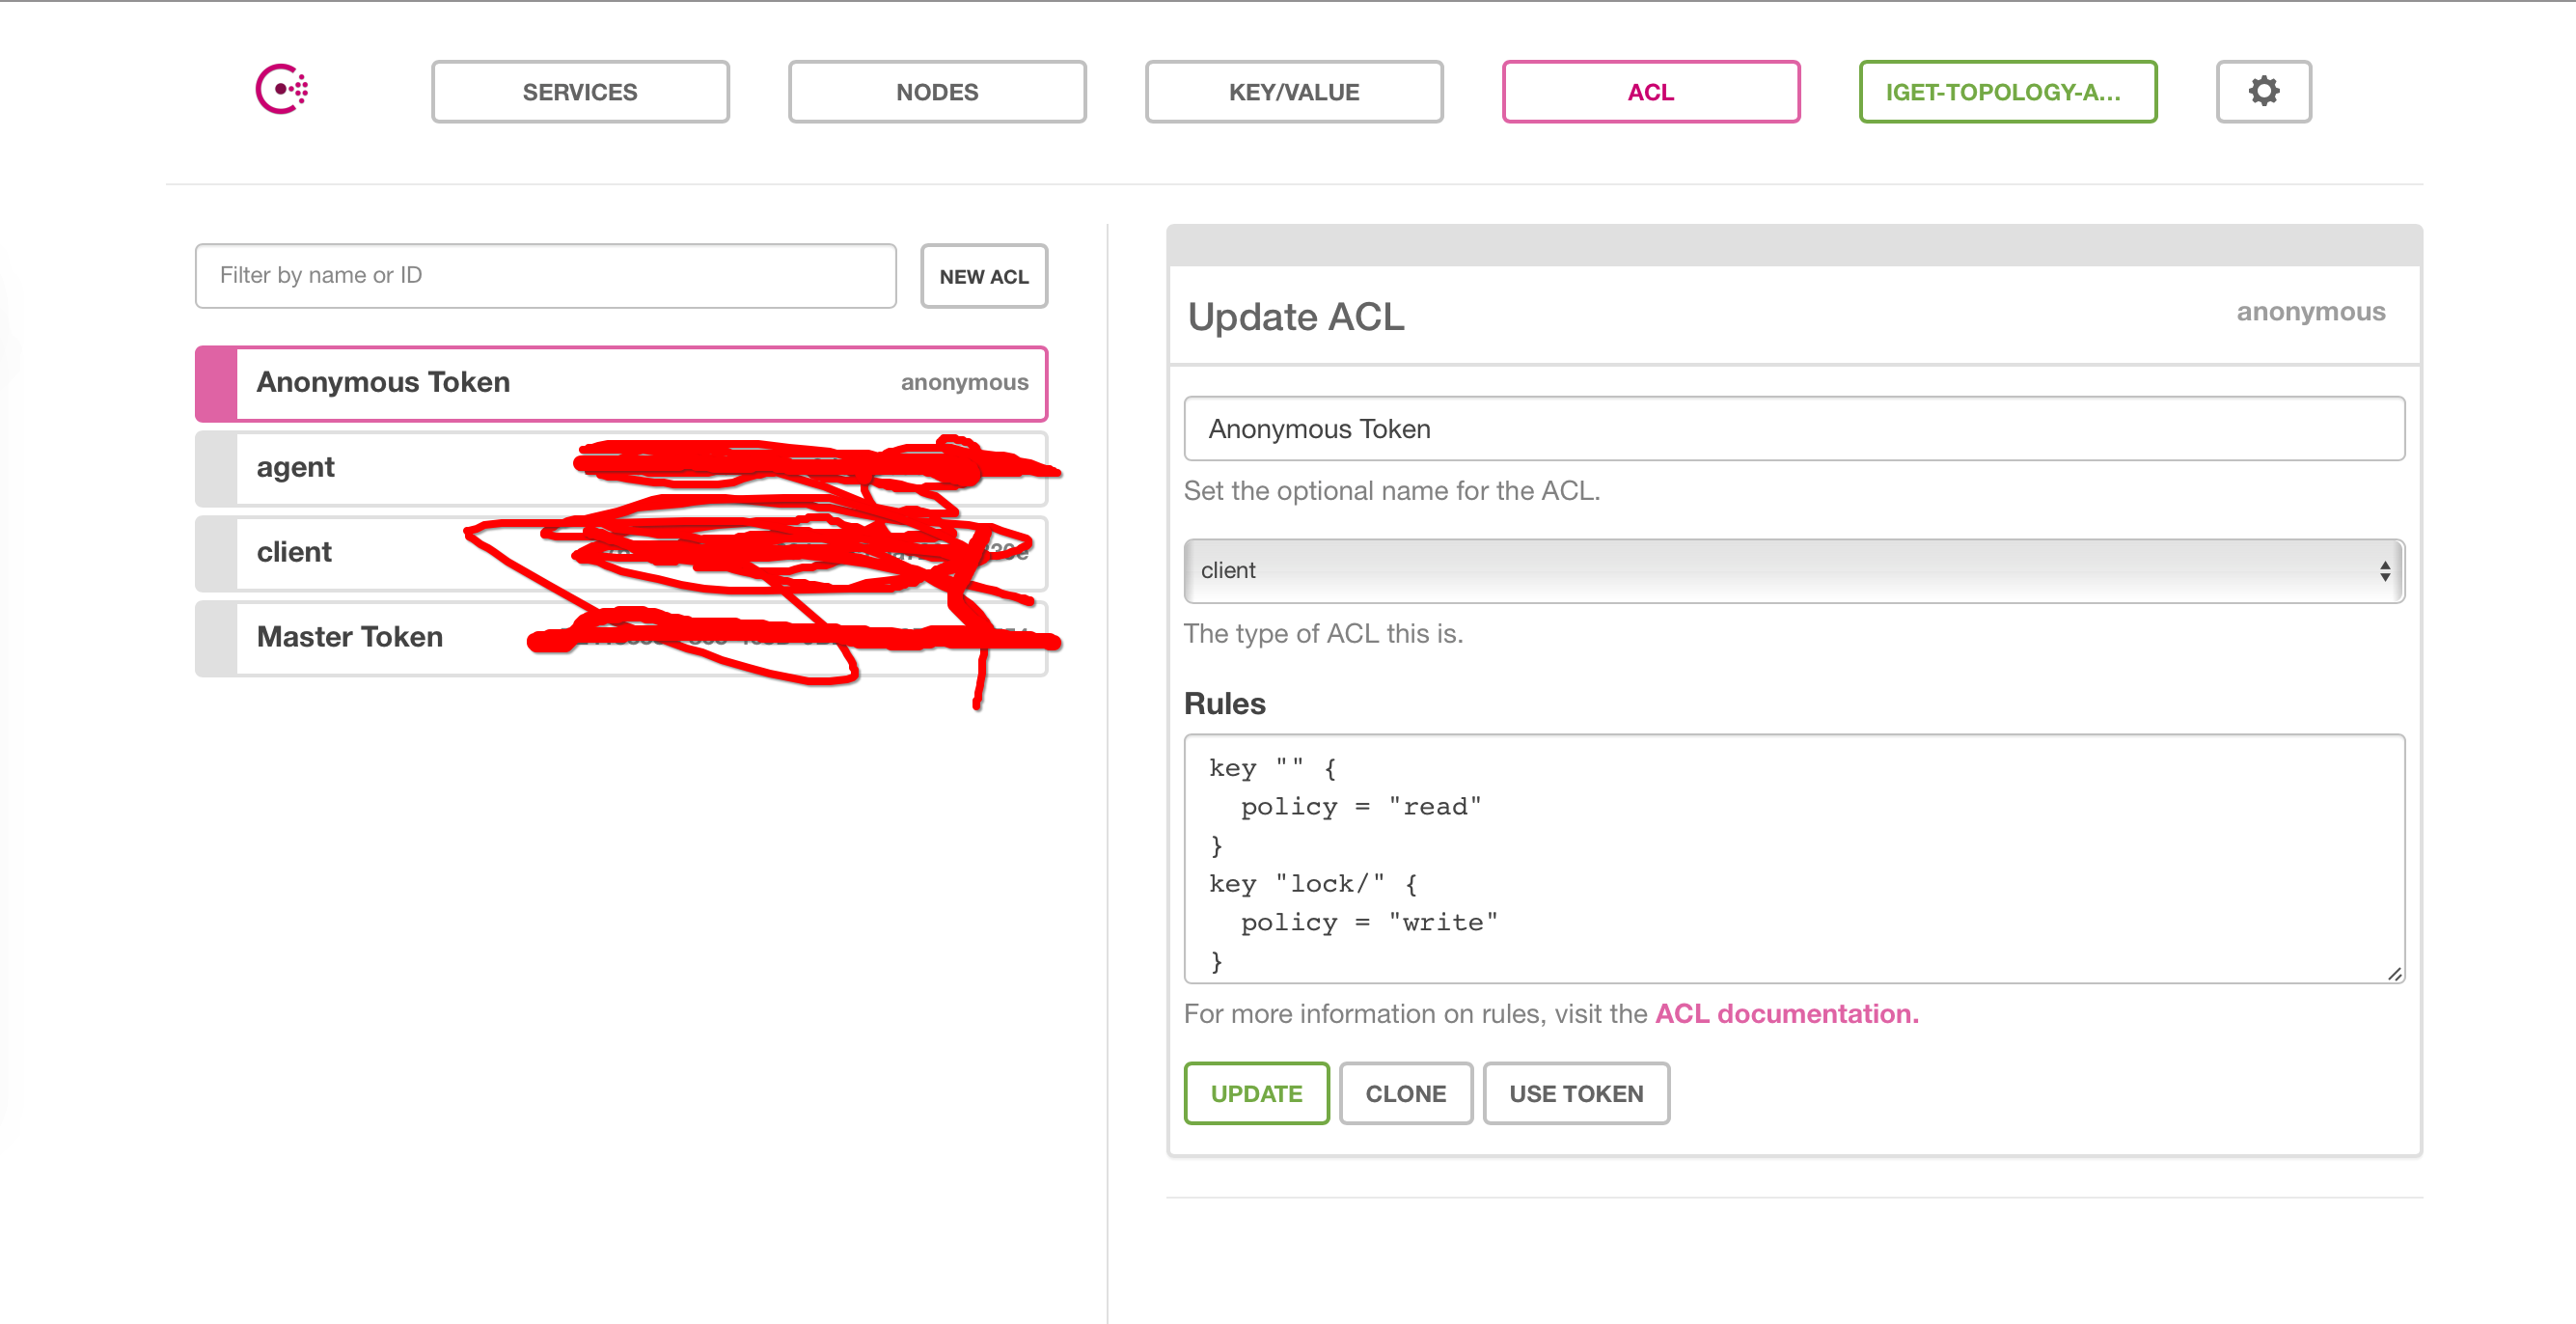 SERVICES
NODES
KEY/VALUE
ACL
IGET-TOPOLOGY-A...
Filter by name or ID
NEW ACL
Anonymous Token anonymous
agent
client
Master Token
Update ACL anonymous
Anonymous Token
Set the optional name for the ACL.
client
The type of ACL this is.
Rules
key "" {
  policy = "read"
}
key "lock/" {
  policy = "write"
}
For more information on rules, visit the ACL documentation.
UPDATE
CLONE
USE TOKEN